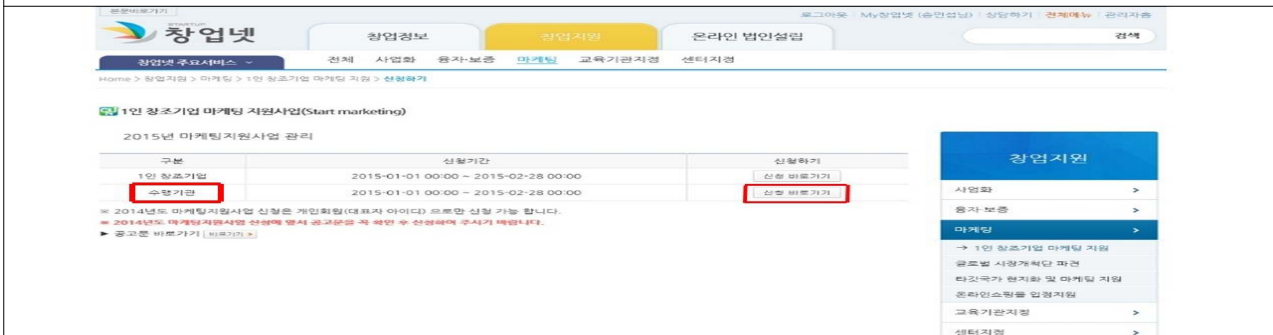 본문바로가기
로그아웃 My창업넷 (송면섭님) 상담하기 전체메뉴 관리자홈
STARTUP
창업넷
창업정보 창업지원 온라인 법인설립
검색
창업넷 주요서비스
전체 사업화 융자·보증 마케팅 교육기관지정 센터지정
Home > 창업지원 > 마케팅 > 1인 창조기업 마케팅 지원 > 신청하기
1인 창조기업 마케팅 지원사업(Start marketing)
2015년 마케팅지원사업 관리
구분 신청기간 신청하기
1인 창조기업 2015-01-01 00:00 ~ 2015-02-28 00:00 신청 바로가기
수행기관 2015-01-01 00:00 ~ 2015-02-28 00:00 신청 바로가기
※ 2014년도 마케팅지원사업 신청은 개인회원(대표자 아이디) 으로만 신청 가능 합니다.
※ 2014년도 마케팅지원사업 신청에 앞서 공고문을 꼭 확인 후 신청하여 주시기 바랍니다.
► 공고문 바로가기 바로가기
창업지원
사업화 >
융자·보증 >
마케팅 >
→ 1인 창조기업 마케팅 지원
글로벌 시장개척단 파견
타깃국가 현지화 및 마케팅 지원
온라인쇼핑몰 입점지원
교육기관지정 >
센터지정 >